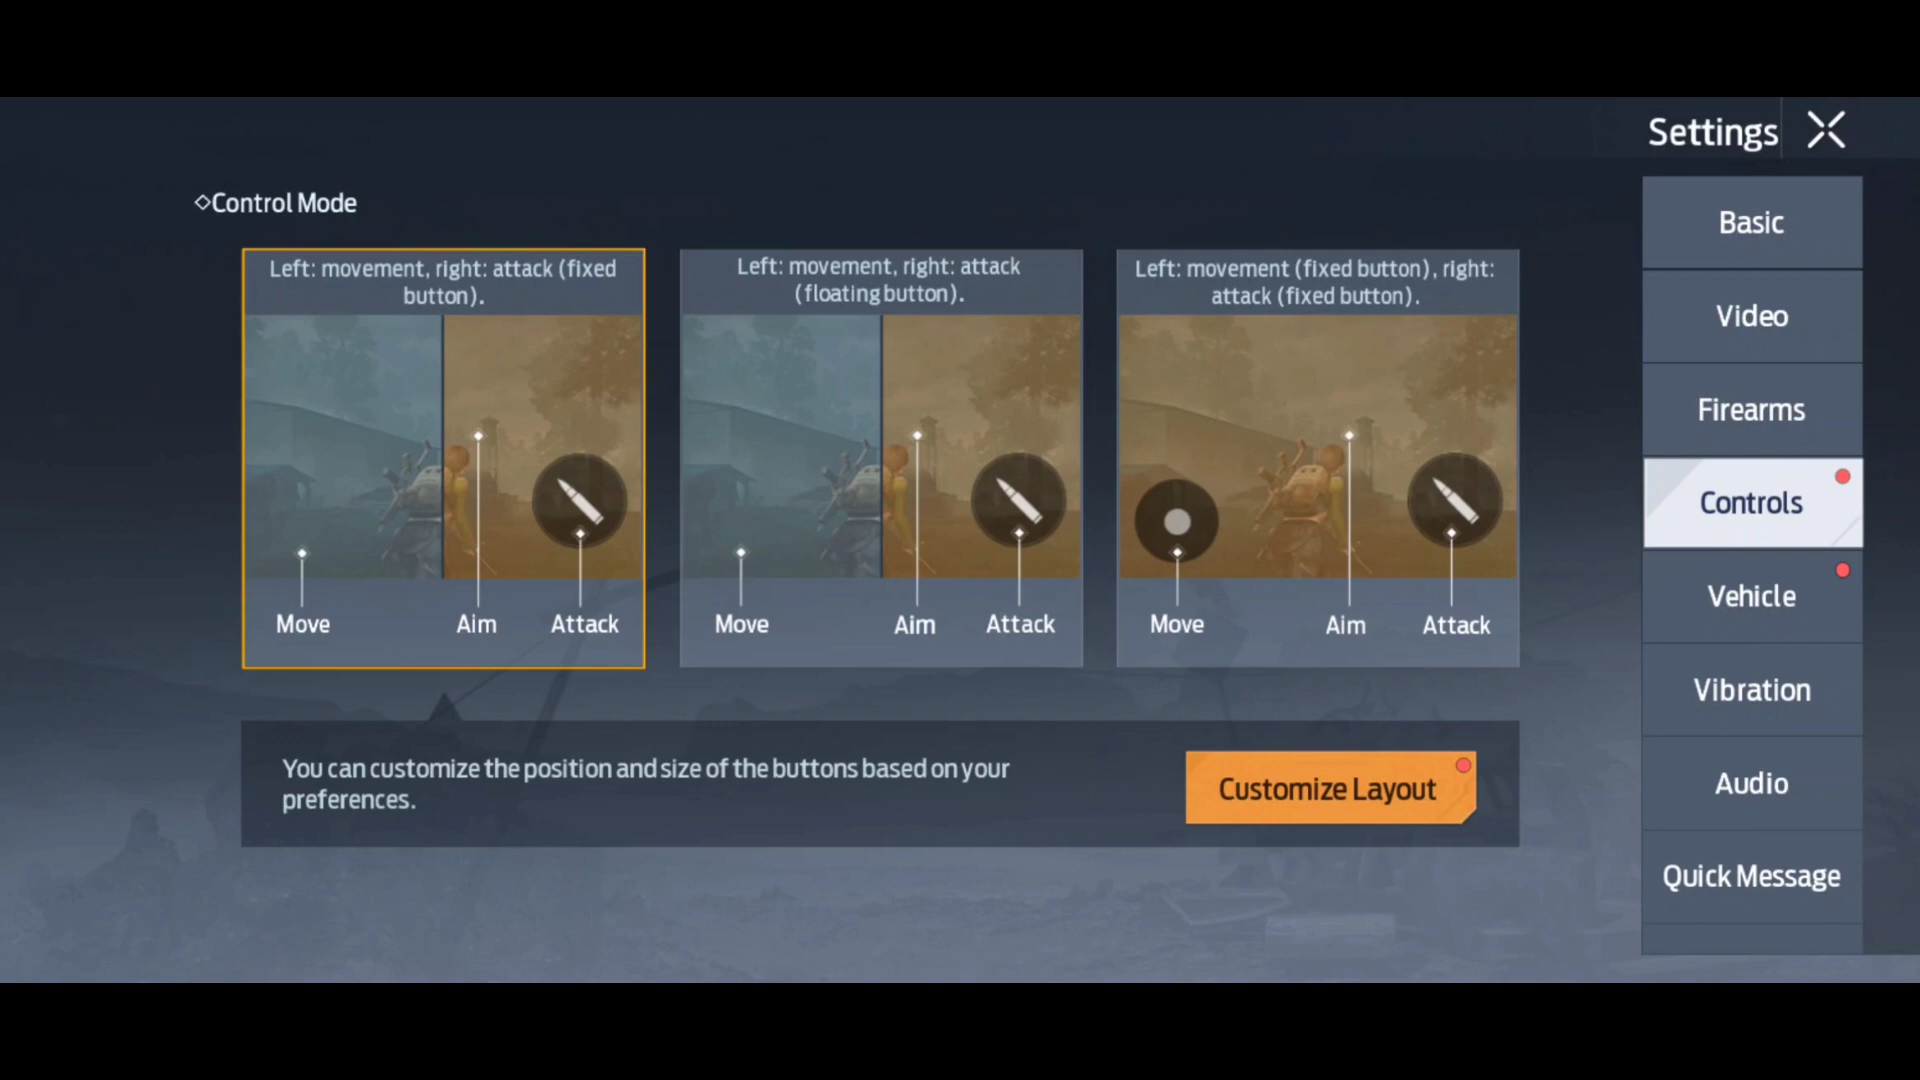 Settings
◇Control Mode
Left: movement, right: attack (fixed
button).
Move
Aim
Attack
Left: movement, right: attack
(floating button).
Move
Aim
Attack
Left: movement (fixed button), right:
attack (fixed button).
Move
Aim
Attack
You can customize the position and size of the buttons based on your
preferences.
Customize Layout
Basic
Video
Firearms
Controls
Vehicle
Vibration
Audio
Quick Message